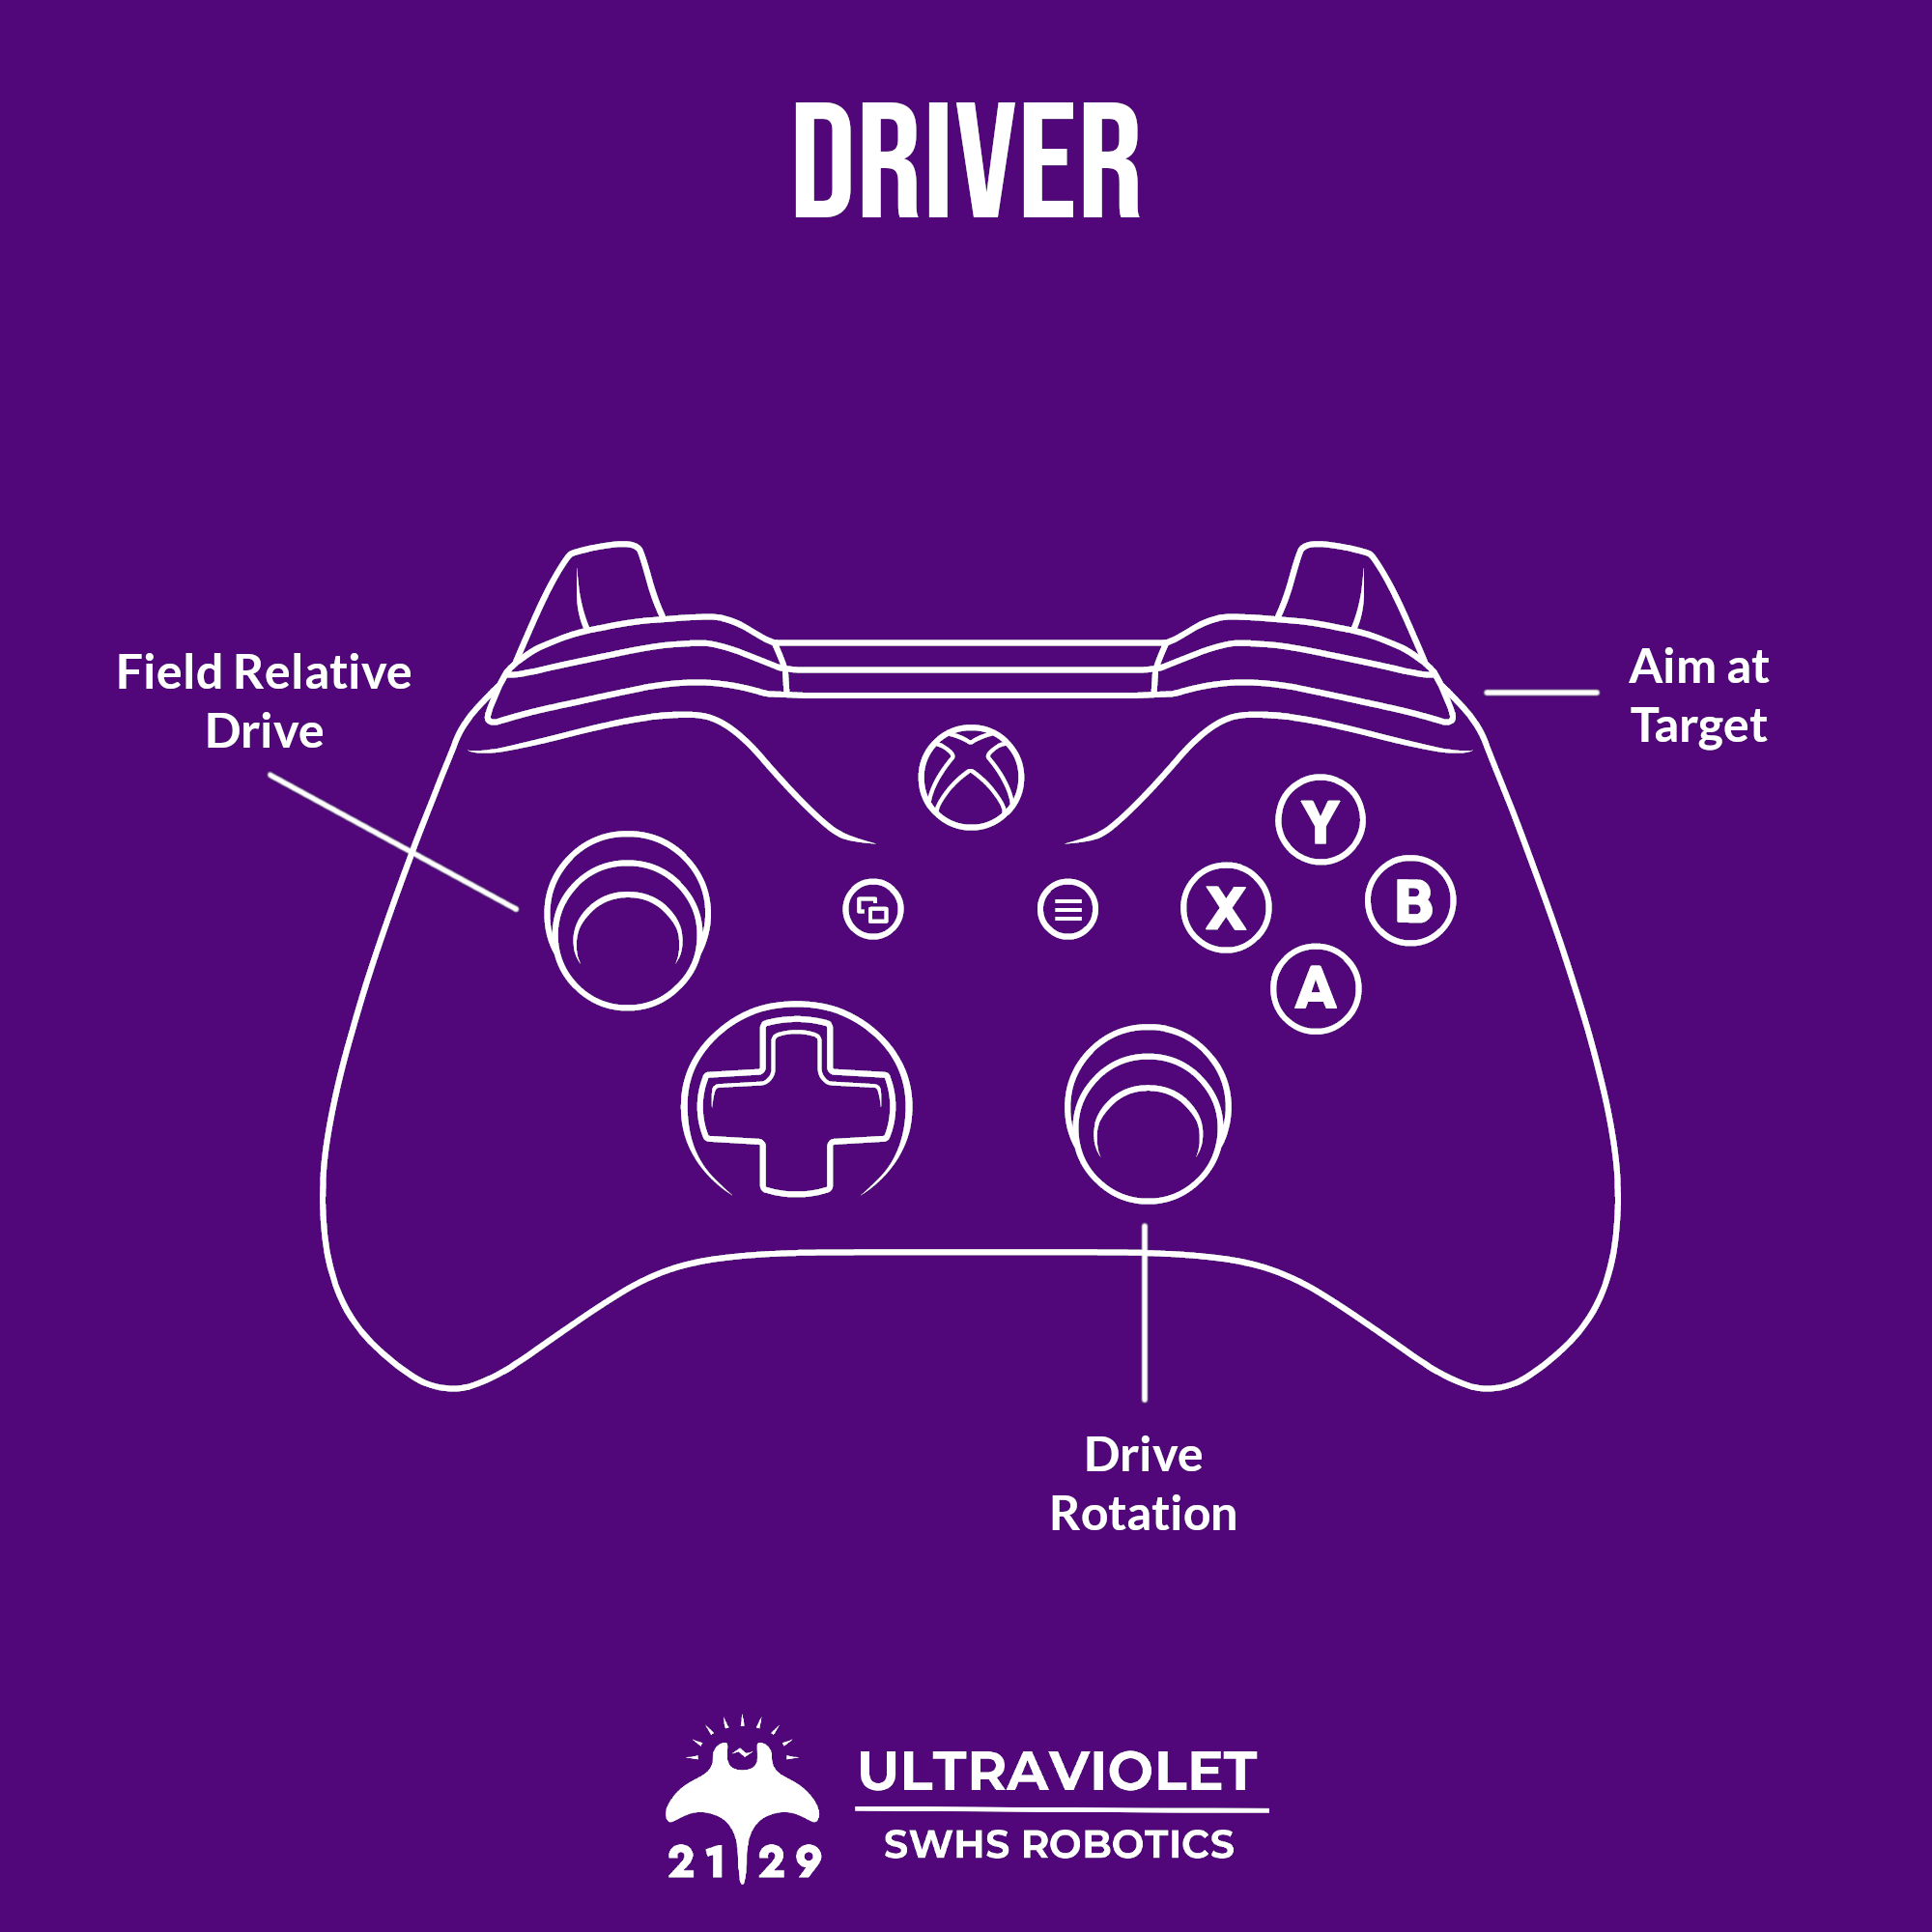 DRIVER
Field Relative
Drive
Aim at
Target
Y
X
B
A
Drive
Rotation
ULTRAVIOLET
SWHS ROBOTICS
21 29